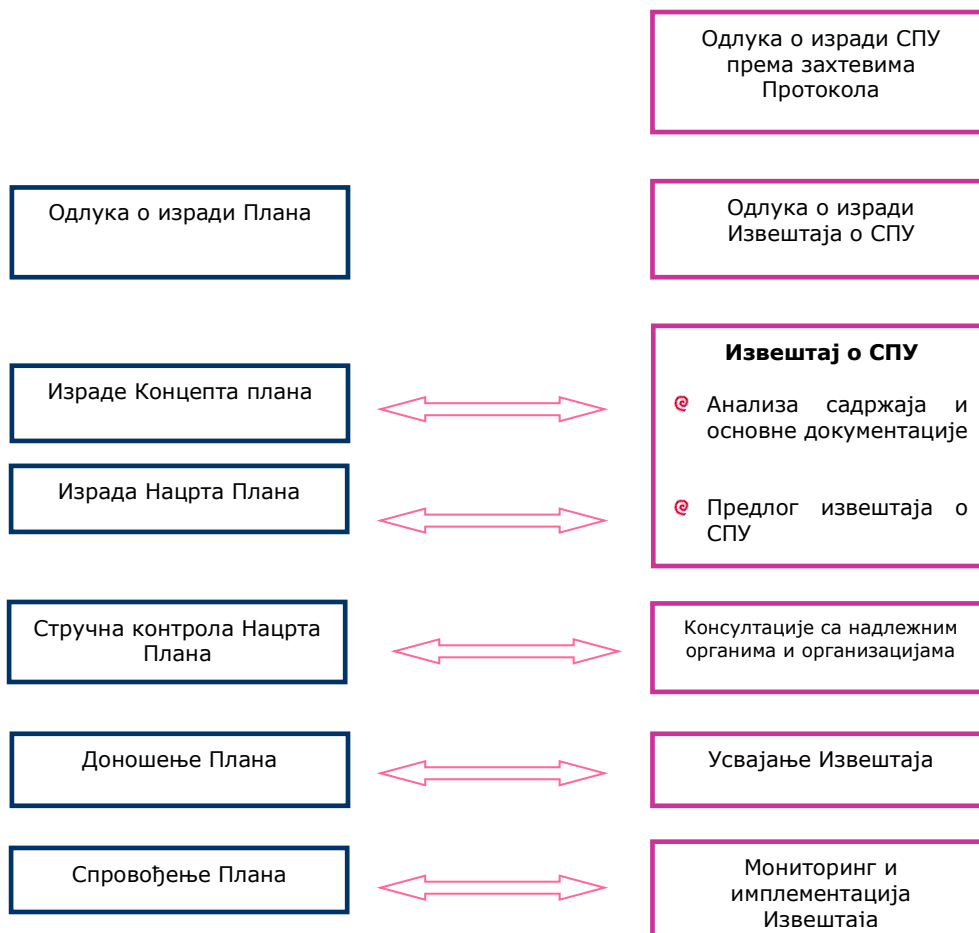 Одлука о изради СПУ
према захтевима
Протокола
Одлука о изради Плана
Одлука о изради
Извештаја о СПУ
Израде Концепта плана
Израда Нацрта Плана
Извештај о СПУ
Анализа садржаја и
основне документације
Предлог извештаја о
СПУ
Стручна контрола Нацрта
Плана
Консултације са надлежним
органима и организацијама
Доношење Плана
Усвајање Извештаја
Спровођење Плана
Мониторинг и
имплементација
Извештаја